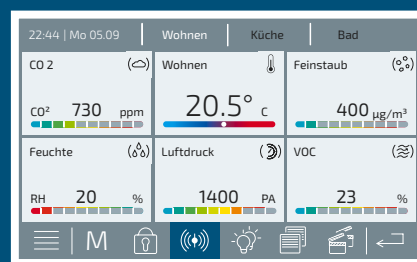 22:44 | Mo 05.09 Wohnen Küche Bad
CO 2 Wohnen Feinstaub
CO² 730 ppm 20.5° c 400 µg/m³
Feuchte Luftdruck VOC
RH 20 % 1400 PA 23 %
M